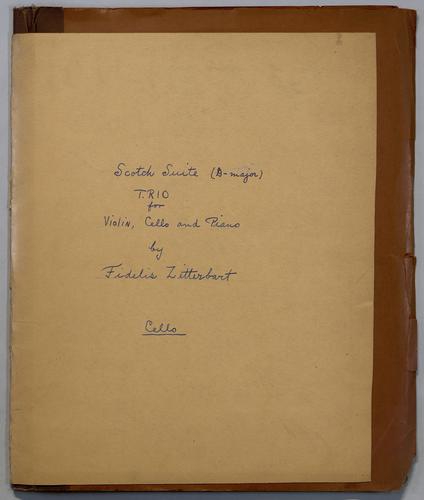 Scotch Suite (D-major)
TRIO
for
Violin, Cello and Piano
by
Fidelis Zitterbart
Cello